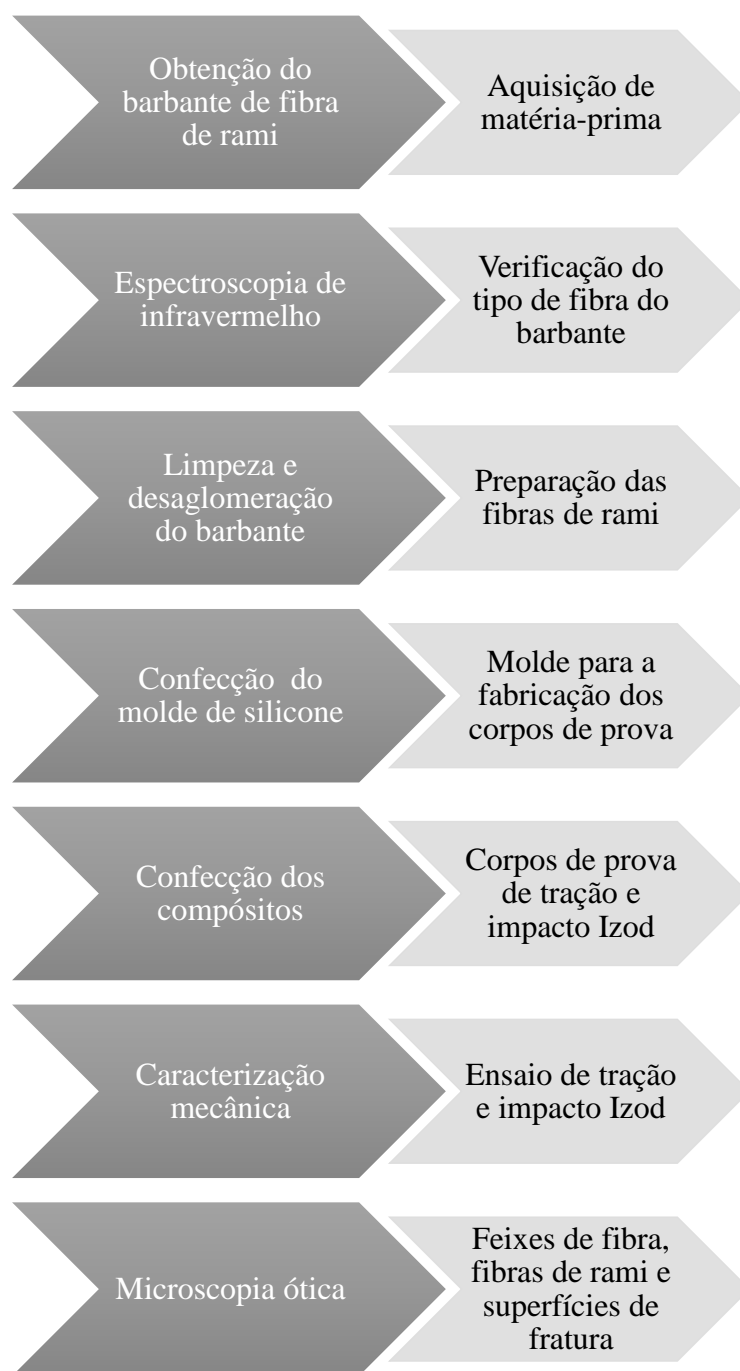 Obtenção do
barbante de fibra
de rami
Aquisição de
matéria-prima
Espectroscopia de
infravermelho
Verificação do
tipo de fibra do
barbante
Limpeza e
desaglomeração
do barbante
Preparação das
fibras de rami
Confecção  do
molde de silicone
Molde para a
fabricação dos
corpos de prova
Confecção dos
compósitos
Corpos de prova
de tração e
impacto Izod
Caracterização
mecânica
Ensaio de tração
e impacto Izod
Microscopia ótica
Feixes de fibra,
fibras de rami e
superfícies de
fratura